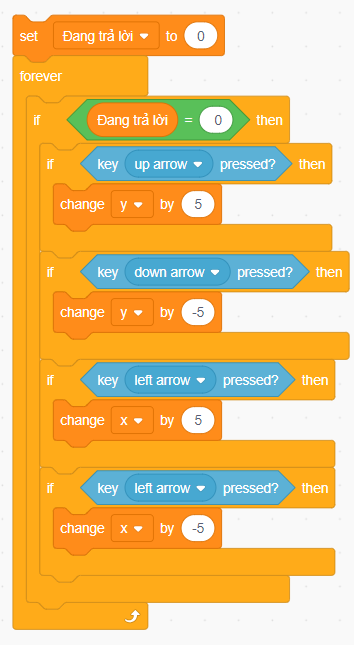 set Đang trả lời to 0
forever
if Đang trả lời = 0 then
if key up arrow pressed? then
change y by 5
if key down arrow pressed? then
change y by -5
if key left arrow pressed? then
change x by 5
if key left arrow pressed? then
change x by -5